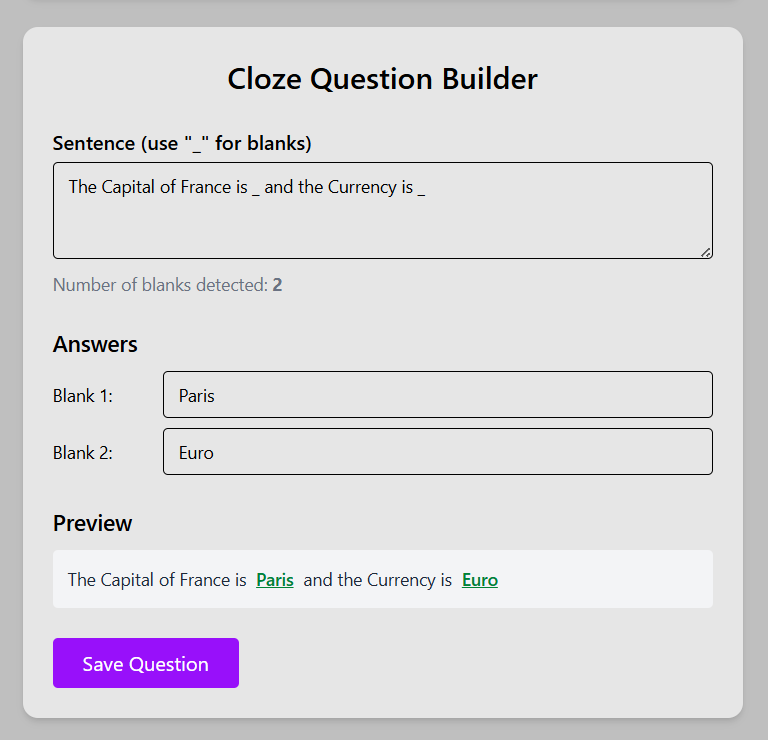 Cloze Question Builder
Sentence (use "_" for blanks)
The Capital of France is _ and the Currency is _
Number of blanks detected: 2
Answers
Blank 1: Paris
Blank 2: Euro
Preview
The Capital of France is Paris and the Currency is Euro
Save Question